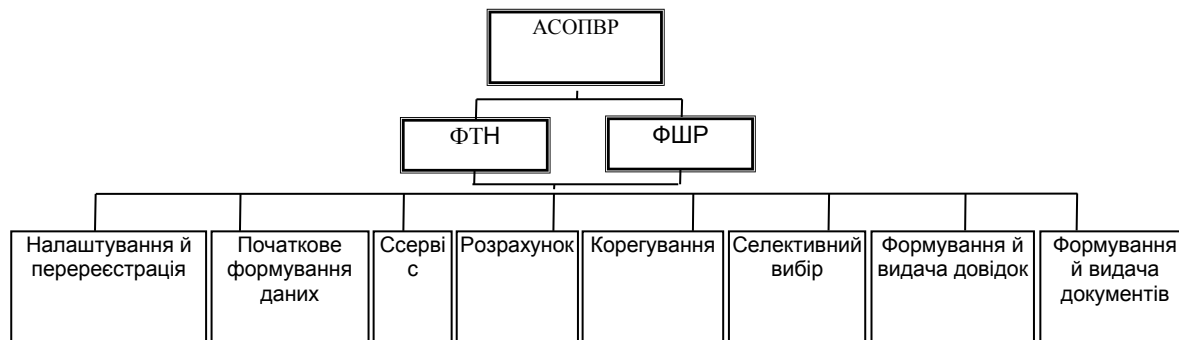 АСОПВР
ФТН
ФШР
Налаштування й
перереєстрація
Початкове
формування
даних
Ссерві
с
Розрахунок
Корегування
Селективний
вибір
Формування й
видача довідок
Формування
й видача
документів